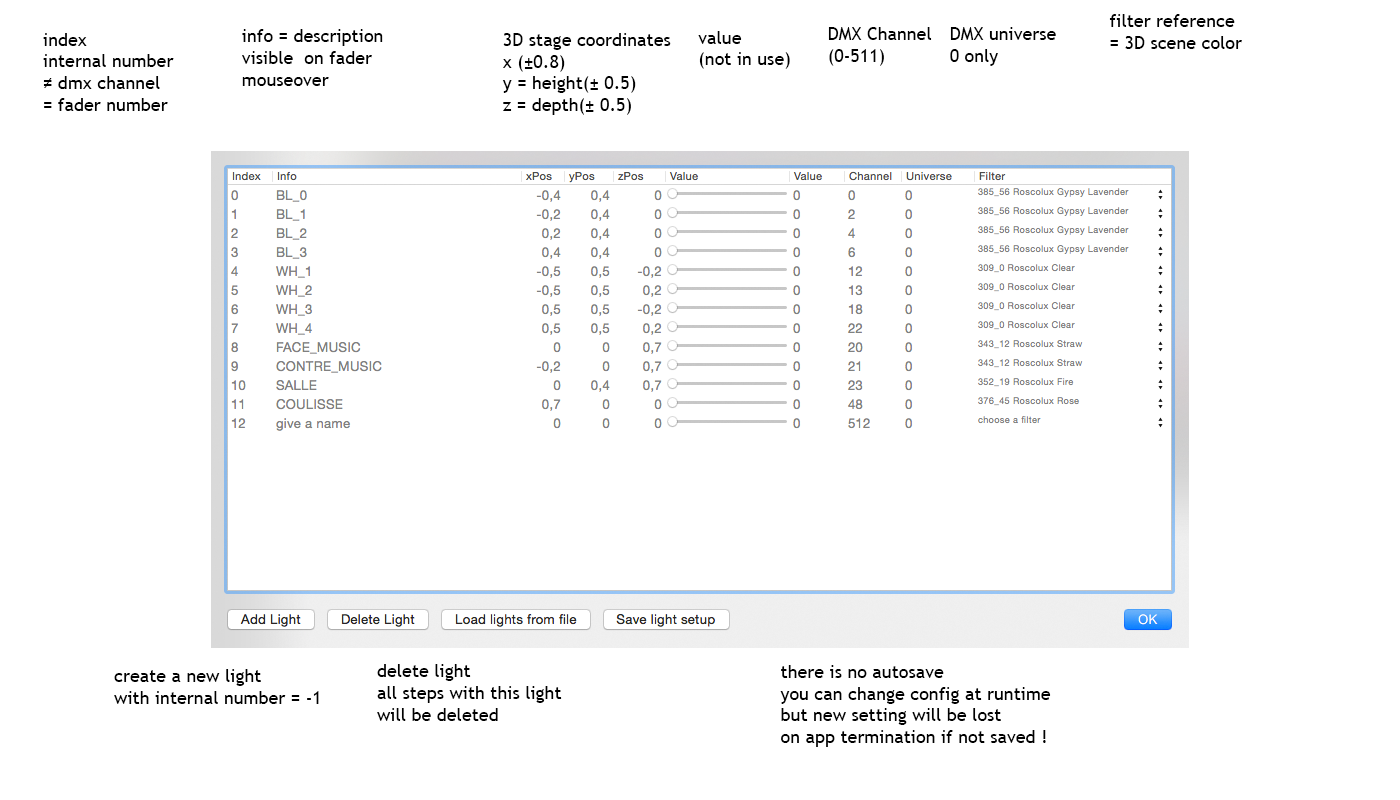 index
internal number
≠ dmx channel
= fader number
info = description
visible on fader
mouseover
3D stage coordinates
x (±0.8)
y = height(± 0.5)
z = depth(± 0.5)
value
(not in use)
DMX Channel
(0-511)
DMX universe
0 only
filter reference
= 3D scene color
Index Info xPos yPos zPos Value Value Channel Universe Filter
0 BL_0 -0,4 0,4 0 0 0 0 385_56 Roscolux Gypsy Lavender
1 BL_1 -0,2 0,4 0 0 2 0 385_56 Roscolux Gypsy Lavender
2 BL_2 0,2 0,4 0 0 4 0 385_56 Roscolux Gypsy Lavender
3 BL_3 0,4 0,4 0 0 6 0 385_56 Roscolux Gypsy Lavender
4 WH_1 -0,5 0,5 -0,2 0 12 0 309_0 Roscolux Clear
5 WH_2 -0,5 0,5 0,2 0 13 0 309_0 Roscolux Clear
6 WH_3 0,5 0,5 -0,2 0 18 0 309_0 Roscolux Clear
7 WH_4 0,5 0,5 0,2 0 22 0 309_0 Roscolux Clear
8 FACE_MUSIC 0 0 0,7 0 20 0 343_12 Roscolux Straw
9 CONTRE_MUSIC -0,2 0 0,7 0 21 0 343_12 Roscolux Straw
10 SALLE 0 0,4 0,7 0 23 0 352_19 Roscolux Fire
11 COULISSE 0,7 0 0 0 48 0 376_45 Roscolux Rose
12 give a name 0 0 0 0 512 0 choose a filter
Add Light Delete Light Load lights from file Save light setup OK
create a new light
with internal number = -1
delete light
all steps with this light
will be deleted
there is no autosave
you can change config at runtime
but new setting will be lost
on app termination if not saved !